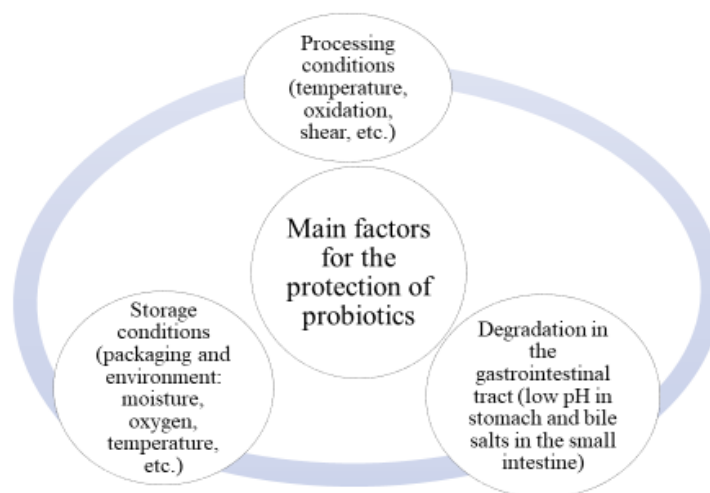 Processing
conditions
(temperature,
oxidation,
shear, etc.)
Main factors
for the
protection of
probiotics
Storage
conditions
(packaging and
environment:
moisture,
oxygen,
temperature,
etc.)
Degradation in
the
gastrointestinal
tract (low pH in
stomach and bile
salts in the small
intestine)